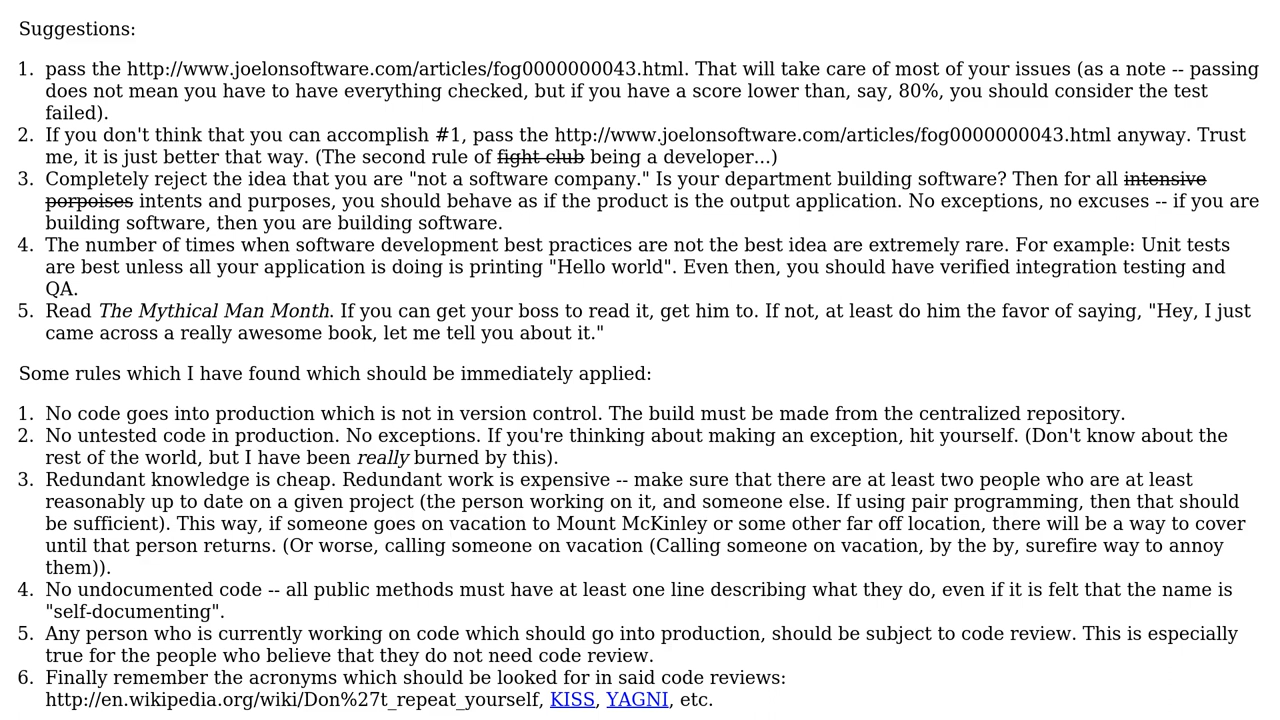 Suggestions:
1. pass the http://www.joelonsoftware.com/articles/fog0000000043.html. That will take care of most of your issues (as a note -- passing
does not mean you have to have everything checked, but if you have a score lower than, say, 80%, you should consider the test
failed).
2. If you don't think that you can accomplish #1, pass the http://www.joelonsoftware.com/articles/fog0000000043.html anyway. Trust
me, it is just better that way. (The second rule of fight club being a developer...)
3. Completely reject the idea that you are "not a software company." Is your department building software? Then for all intensive
porpoises intents and purposes, you should behave as if the product is the output application. No exceptions, no excuses -- if you are
building software, then you are building software.
4. The number of times when software development best practices are not the best idea are extremely rare. For example: Unit tests
are best unless all your application is doing is printing "Hello world". Even then, you should have verified integration testing and
QA.
5. Read The Mythical Man Month. If you can get your boss to read it, get him to. If not, at least do him the favor of saying, "Hey, I just
came across a really awesome book, let me tell you about it."
Some rules which I have found which should be immediately applied:
1. No code goes into production which is not in version control. The build must be made from the centralized repository.
2. No untested code in production. No exceptions. If you're thinking about making an exception, hit yourself. (Don't know about the
rest of the world, but I have been really burned by this).
3. Redundant knowledge is cheap. Redundant work is expensive -- make sure that there are at least two people who are at least
reasonably up to date on a given project (the person working on it, and someone else. If using pair programming, then that should
be sufficient). This way, if someone goes on vacation to Mount McKinley or some other far off location, there will be a way to cover
until that person returns. (Or worse, calling someone on vacation (Calling someone on vacation, by the by, surefire way to annoy
them)).
4. No undocumented code -- all public methods must have at least one line describing what they do, even if it is felt that the name is
"self-documenting".
5. Any person who is currently working on code which should go into production, should be subject to code review. This is especially
true for the people who believe that they do not need code review.
6. Finally remember the acronyms which should be looked for in said code reviews:
http://en.wikipedia.org/wiki/Don%27t_repeat_yourself, KISS, YAGNI, etc.